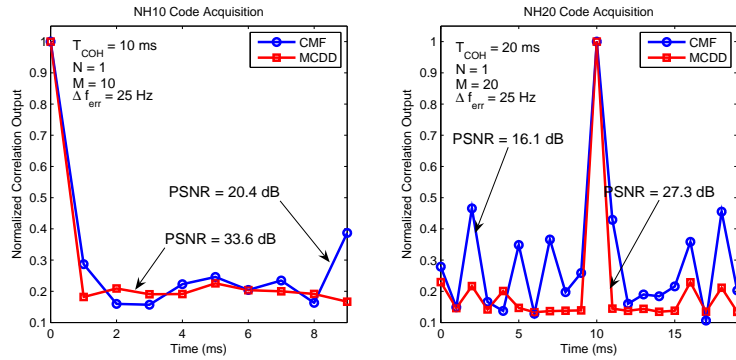 NH10 Code Acquisition
Normalized Correlation Output
1
0.9
0.8
0.7
0.6
0.5
0.4
0.3
0.2
0.1
T_COH = 10 ms
N = 1
M = 10
Δ f_err = 25 Hz
CMF
MCDD
PSNR = 20.4 dB
PSNR = 33.6 dB
0 2 4 6 8
Time (ms)
NH20 Code Acquisition
Normalized Correlation Output
1
0.9
0.8
0.7
0.6
0.5
0.4
0.3
0.2
0.1
T_COH = 20 ms
N = 1
M = 20
Δ f_err = 25 Hz
CMF
MCDD
PSNR = 16.1 dB
PSNR = 27.3 dB
0 5 10 15
Time (ms)